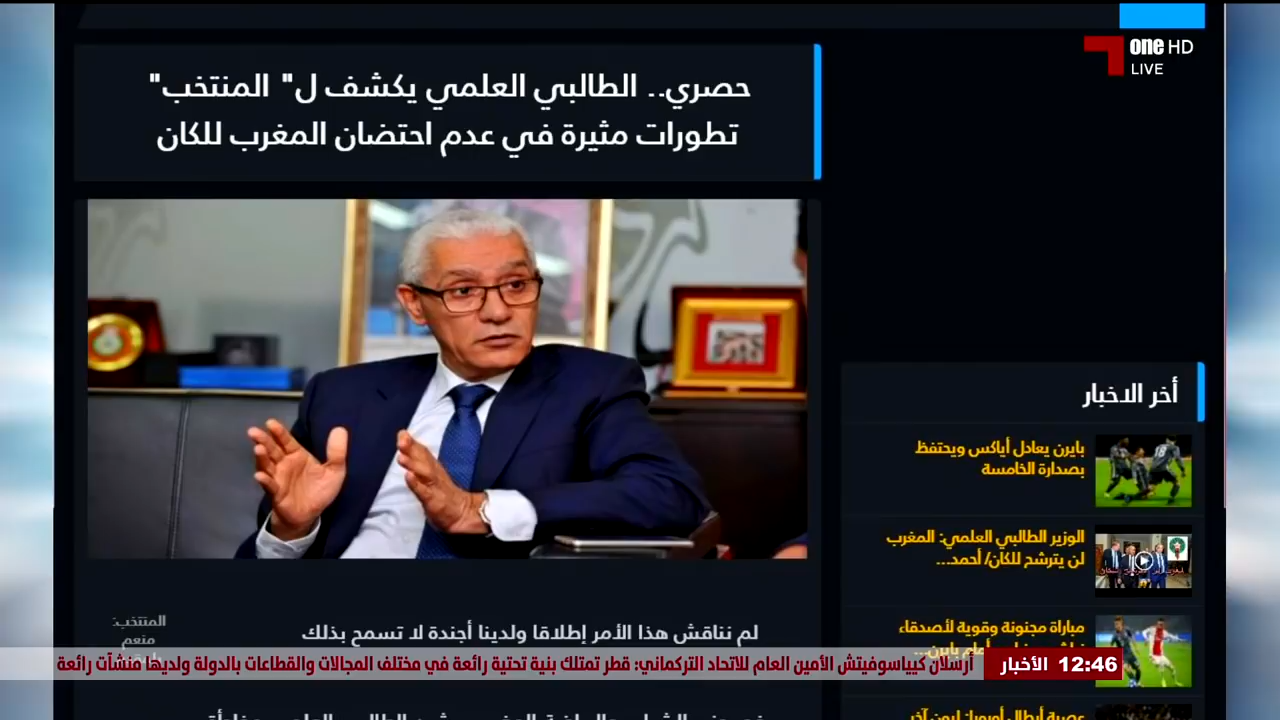 one HD
LIVE
حصري.. الطالبي العلمي يكشف ل" المنتخب"
تطورات مثيرة في عدم احتضان المغرب للكان
أخر الاخبار
بايرن يعادل أياكس ويحتفظ
بصدارة الخامسة
الوزير الطالبي العلمي: المغرب
لن يترشح للكان/ أحمد...
مباراة مجنونة وقوية لأصدقاء
أمام بايرن...
المنتخب:
منعم
لم نناقش هذا الأمر إطلاقا ولدينا أجندة لا تسمح بذلك
12:46 الأخبار
أرسلان كيياسوفيتش الأمين العام للاتحاد التركماني: قطر تمتلك بنية تحتية رائعة في مختلف المجالات والقطاعات بالدولة ولديها منشآت رائعة